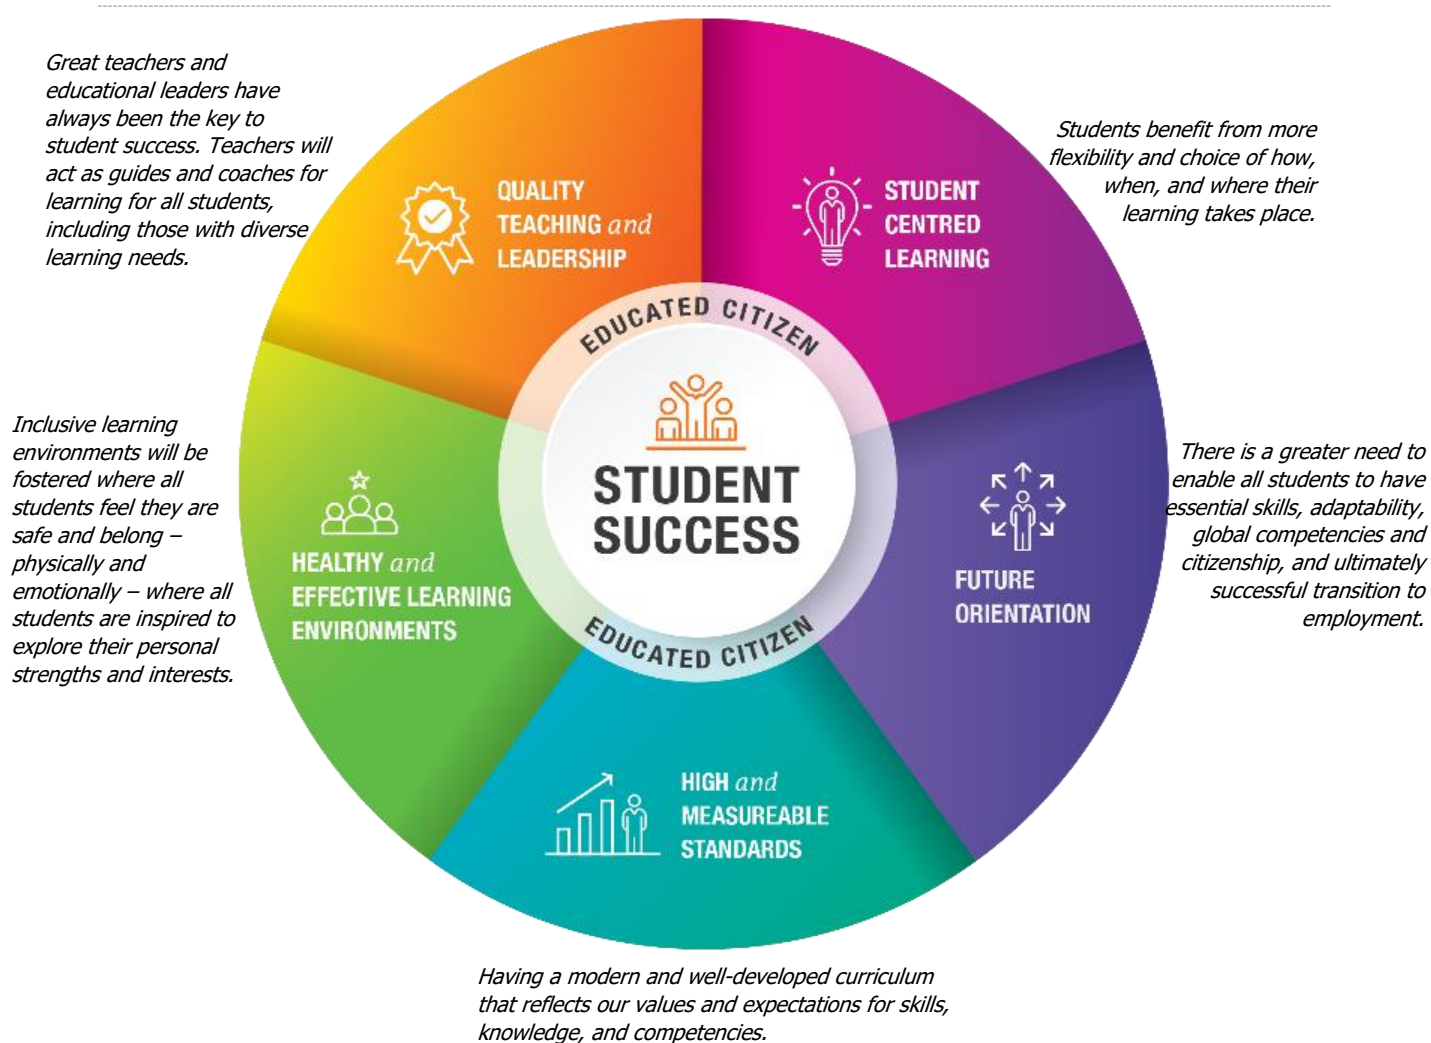 Great teachers and
educational leaders have
always been the key to
student success. Teachers will
act as guides and coaches for
learning for all students,
including those with diverse
learning needs.
QUALITY
TEACHING and
LEADERSHIP
STUDENT
CENTRED
LEARNING
Students benefit from more
flexibility and choice of how,
when, and where their
learning takes place.
EDUCATED CITIZEN
STUDENT
SUCCESS
EDUCATED CITIZEN
Inclusive learning
environments will be
fostered where all
students feel they are
safe and belong –
physically and
emotionally – where all
students are inspired to
explore their personal
strengths and interests.
HEALTHY and
EFFECTIVE LEARNING
ENVIRONMENTS
FUTURE
ORIENTATION
There is a greater need to
enable all students to have
essential skills, adaptability,
global competencies and
citizenship, and ultimately
successful transition to
employment.
HIGH and
MEASUREABLE
STANDARDS
Having a modern and well-developed curriculum
that reflects our values and expectations for skills,
knowledge, and competencies.